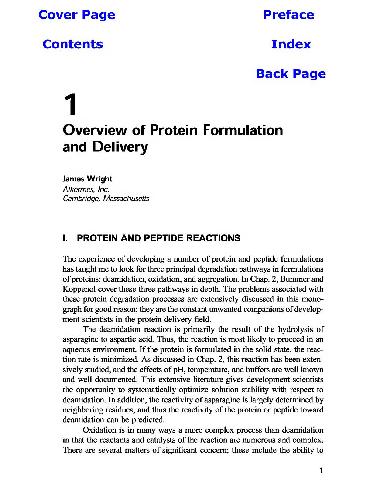 Cover Page Preface
Contents Index
Back Page
1
Overview of Protein Formulation
and Delivery
James Wright
Alkermes, Inc.
Cambridge, Massachusetts
I. PROTEIN AND PEPTIDE REACTIONS
The experience of developing a number of protein and peptide formulations
has taught me to look for three principal degradation pathways in formulations
of proteins: deamidation, oxidation, and aggregation. In Chap. 2, Bummer and
Koppenol cover these three pathways in depth. The problems associated with
these protein degradation processes are extensively discussed in this mono-
graph for good reason: they are the constant unwanted companions of develop-
ment scientists in the protein delivery field.
The deamidation reaction is primarily the result of the hydrolysis of
asparagine to aspartic acid. Thus, the reaction is most likely to proceed in an
aqueous environment. If the protein is formulated in the solid state, the reac-
tion rate is minimized. As discussed in Chap. 2, this reaction has been exten-
sively studied, and the effects of pH, temperature, and buffers are well known
and well documented. This extensive literature gives development scientists
the opportunity to systematically optimize solution stability with respect to
deamidation. In addition, the reactivity of asparagine is largely determined by
neighboring residues, and thus the reactivity of the protein or peptide toward
deamidation can be predicted.
Oxidation is in many ways a more complex process than deamidation
in that the reactants and catalysts of the reaction are numerous and complex.
There are several matters of significant concern; these include the ability to
1